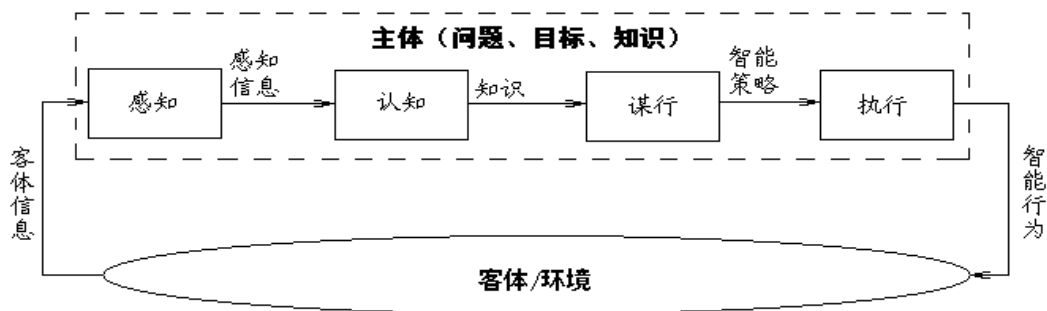 主体（问题、目标、知识）
感知
感知
信息
认知
知识
谋行
智能
策略
执行
客体信息
智能行为
客体/环境